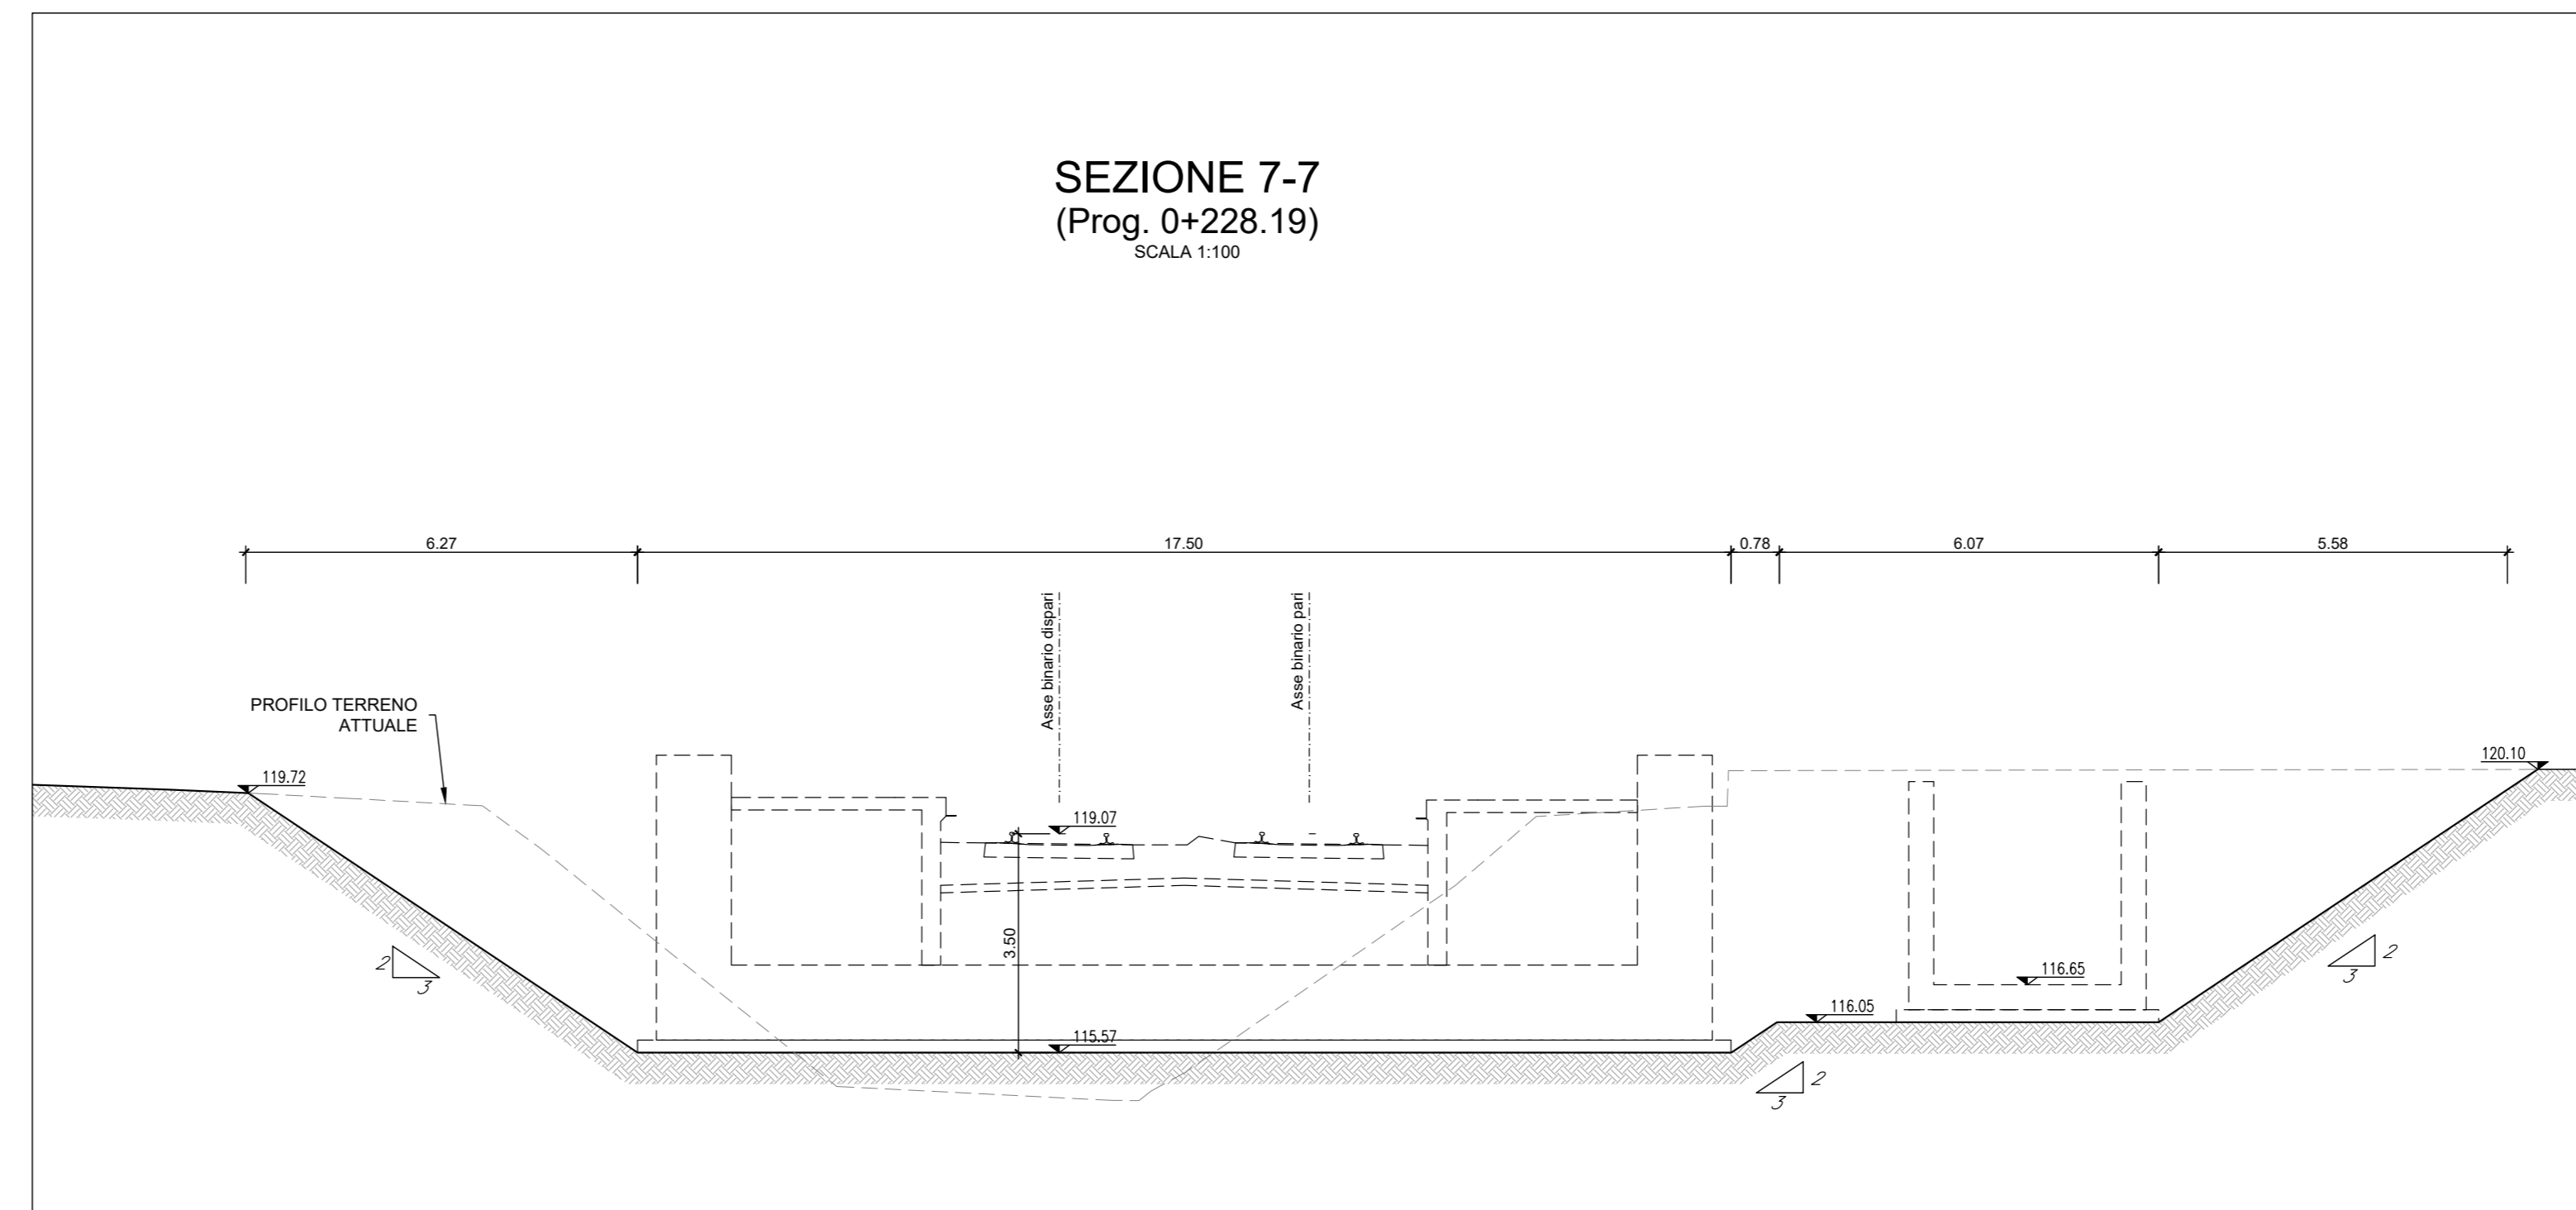 SEZIONE 7-7
(Prog. 0+228.19)
SCALA 1:100
6.27
17.50
0.78
6.07
5.58
Asse binario dispari
Asse binario pari
PROFILO TERRENO
ATTUALE
119.72
120.10
119.07
3.50
2
3
2
3
116.65
116.05
115.57
2
3